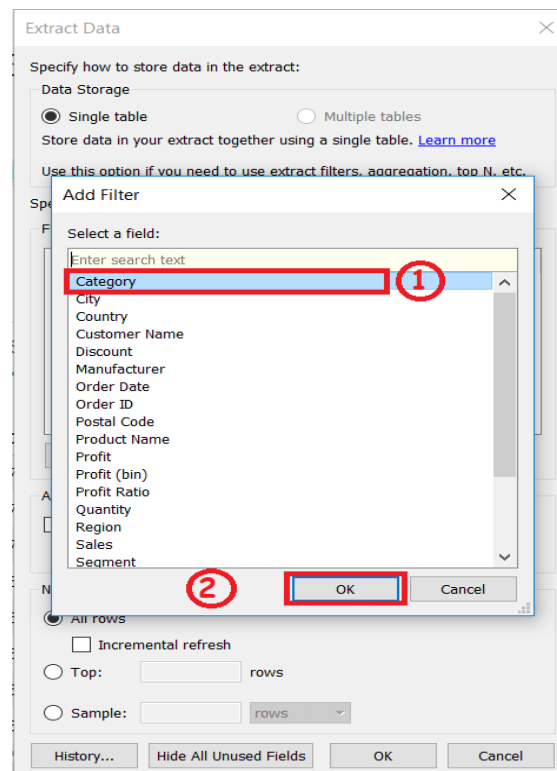 Extract Data
Specify how to store data in the extract:
Data Storage
Single table Multiple tables
Store data in your extract together using a single table. Learn more
Use this option if you need to use extract filters, aggregation, top N, etc.
Add Filter
Select a field:
Enter search text
Category 1
City
Country
Customer Name
Discount
Manufacturer
Order Date
Order ID
Postal Code
Product Name
Profit
Profit (bin)
Profit Ratio
Quantity
Region
Sales
Segment
2 OK Cancel
All rows
Incremental refresh
Top: rows
Sample: rows
History... Hide All Unused Fields OK Cancel